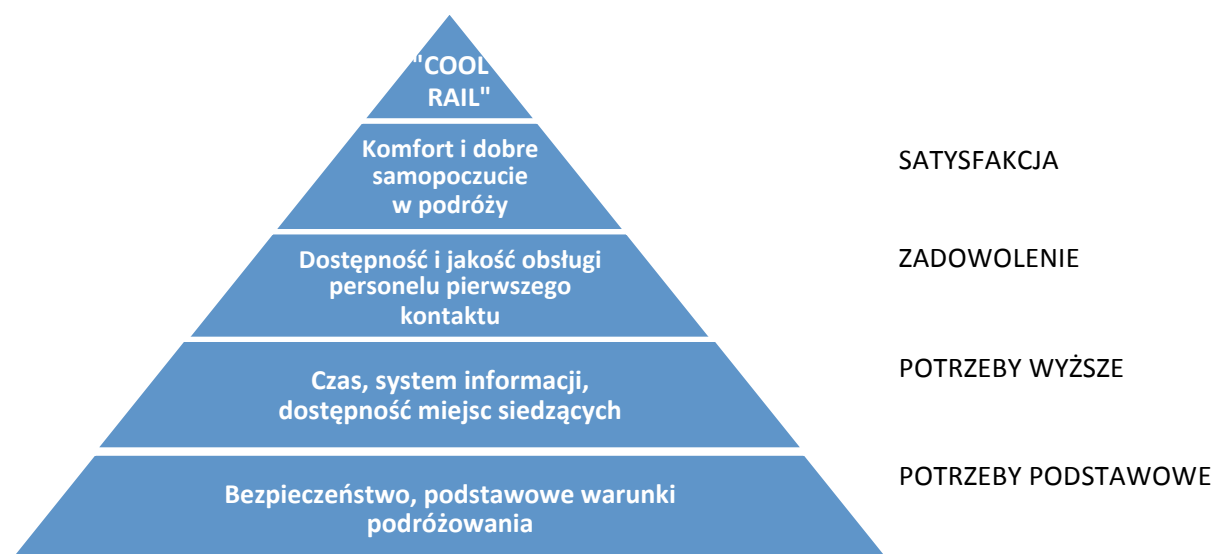 "COOL
RAIL"
Komfort i dobre
samopoczucie
w podróży
SATYSFAKCJA
Dostępność i jakość obsługi
personelu pierwszego
kontaktu
ZADOWOLENIE
Czas, system informacji,
dostępność miejsc siedzących
POTRZEBY WYŻSZE
Bezpieczeństwo, podstawowe warunki
podróżowania
POTRZEBY PODSTAWOWE